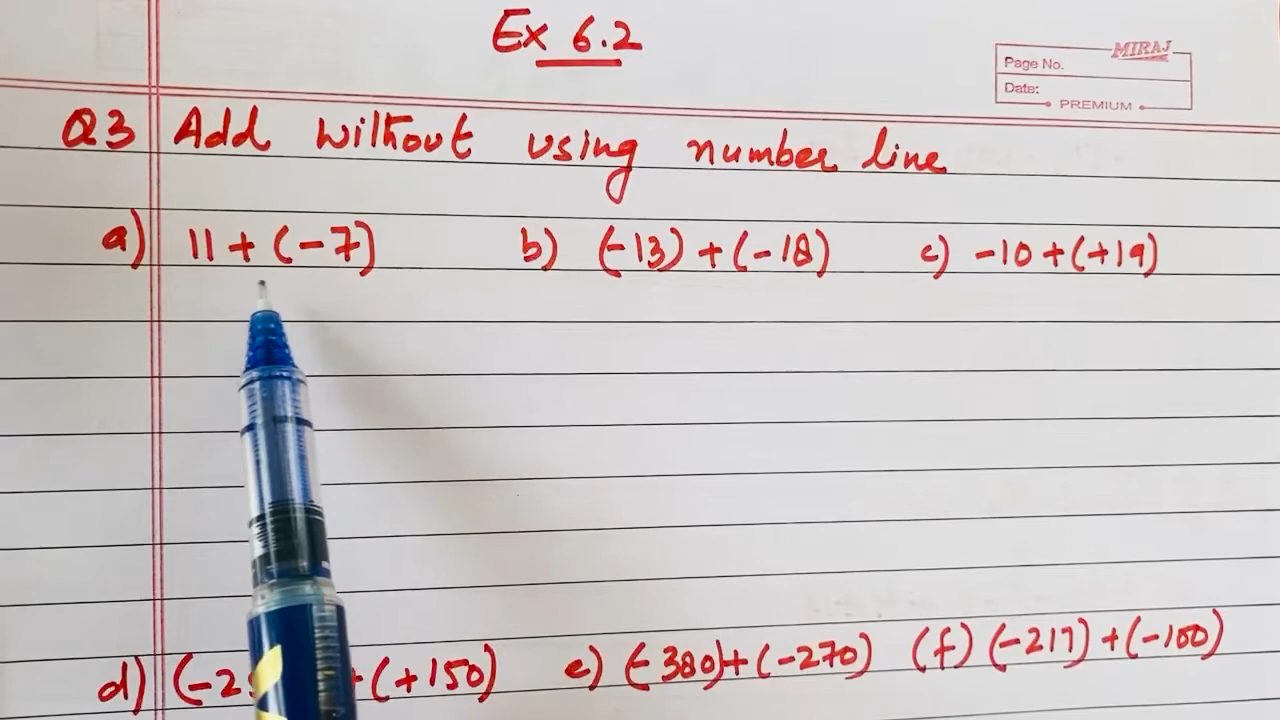 Ex 6.2
MIRAJ
Page No.
Date:
PREMIUM
Q3 Add without using number line
a) 11 + (-7) b) (-13) + (-18) c) -10 + (+19)
d) (+150) e) (-380) + (-270) (f) (-217) + (-100)